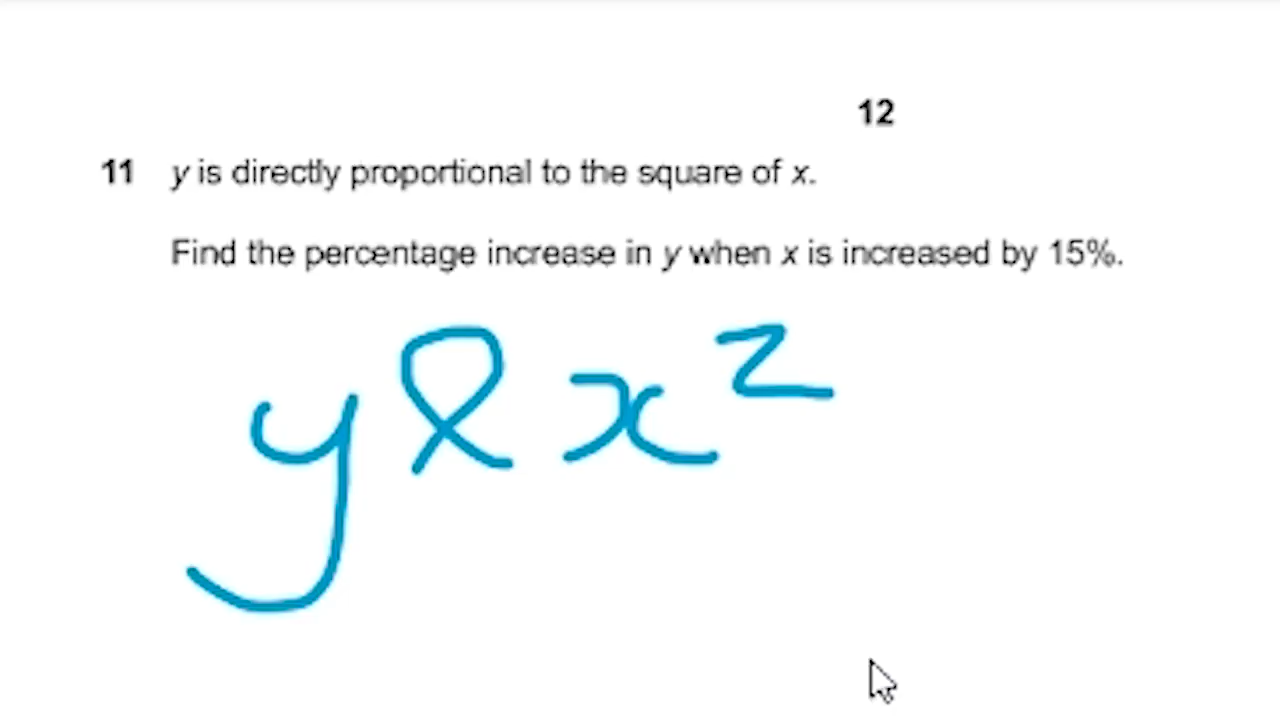 12
11 y is directly proportional to the square of x.
Find the percentage increase in y when x is increased by 15%.
y ∝ x²